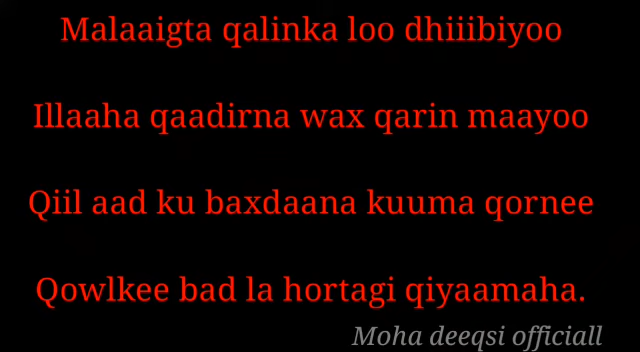 Malaaigta qalinka loo dhiiibiyoo
Illaaha qaadirna wax qarin maayoo
Qiil aad ku baxdaana kuuma qornee
Qowlkee bad la hortagi qiyaamaha.
Moha deeqsi officiall